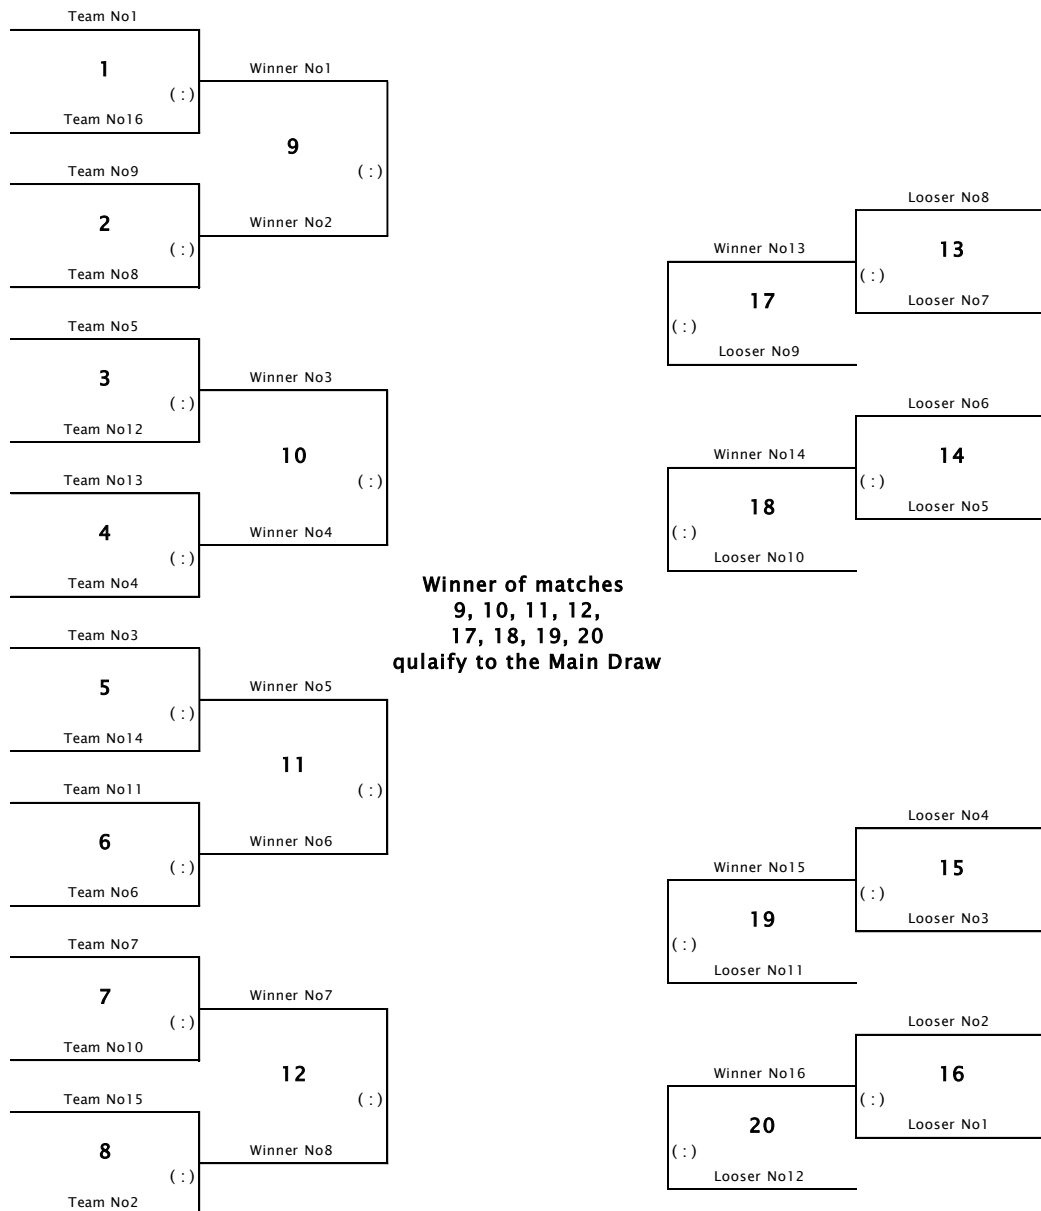 Team No1
1
( : )
Team No16
Winner No1
9
( : )
Winner No2
Team No9
2
( : )
Team No8
Team No5
3
( : )
Team No12
Winner No3
10
( : )
Winner No4
Team No13
4
( : )
Team No4
Team No3
5
( : )
Team No14
Winner No5
11
( : )
Winner No6
Team No11
6
( : )
Team No6
Team No7
7
( : )
Team No10
Winner No7
12
( : )
Winner No8
Team No15
8
( : )
Team No2
Winner of matches
9, 10, 11, 12,
17, 18, 19, 20
qulaify to the Main Draw
Looser No8
13
( : )
Looser No7
Winner No13
17
( : )
Looser No9
Looser No6
14
( : )
Looser No5
Winner No14
18
( : )
Looser No10
Looser No4
15
( : )
Looser No3
Winner No15
19
( : )
Looser No11
Looser No2
16
( : )
Looser No1
Winner No16
20
( : )
Looser No12